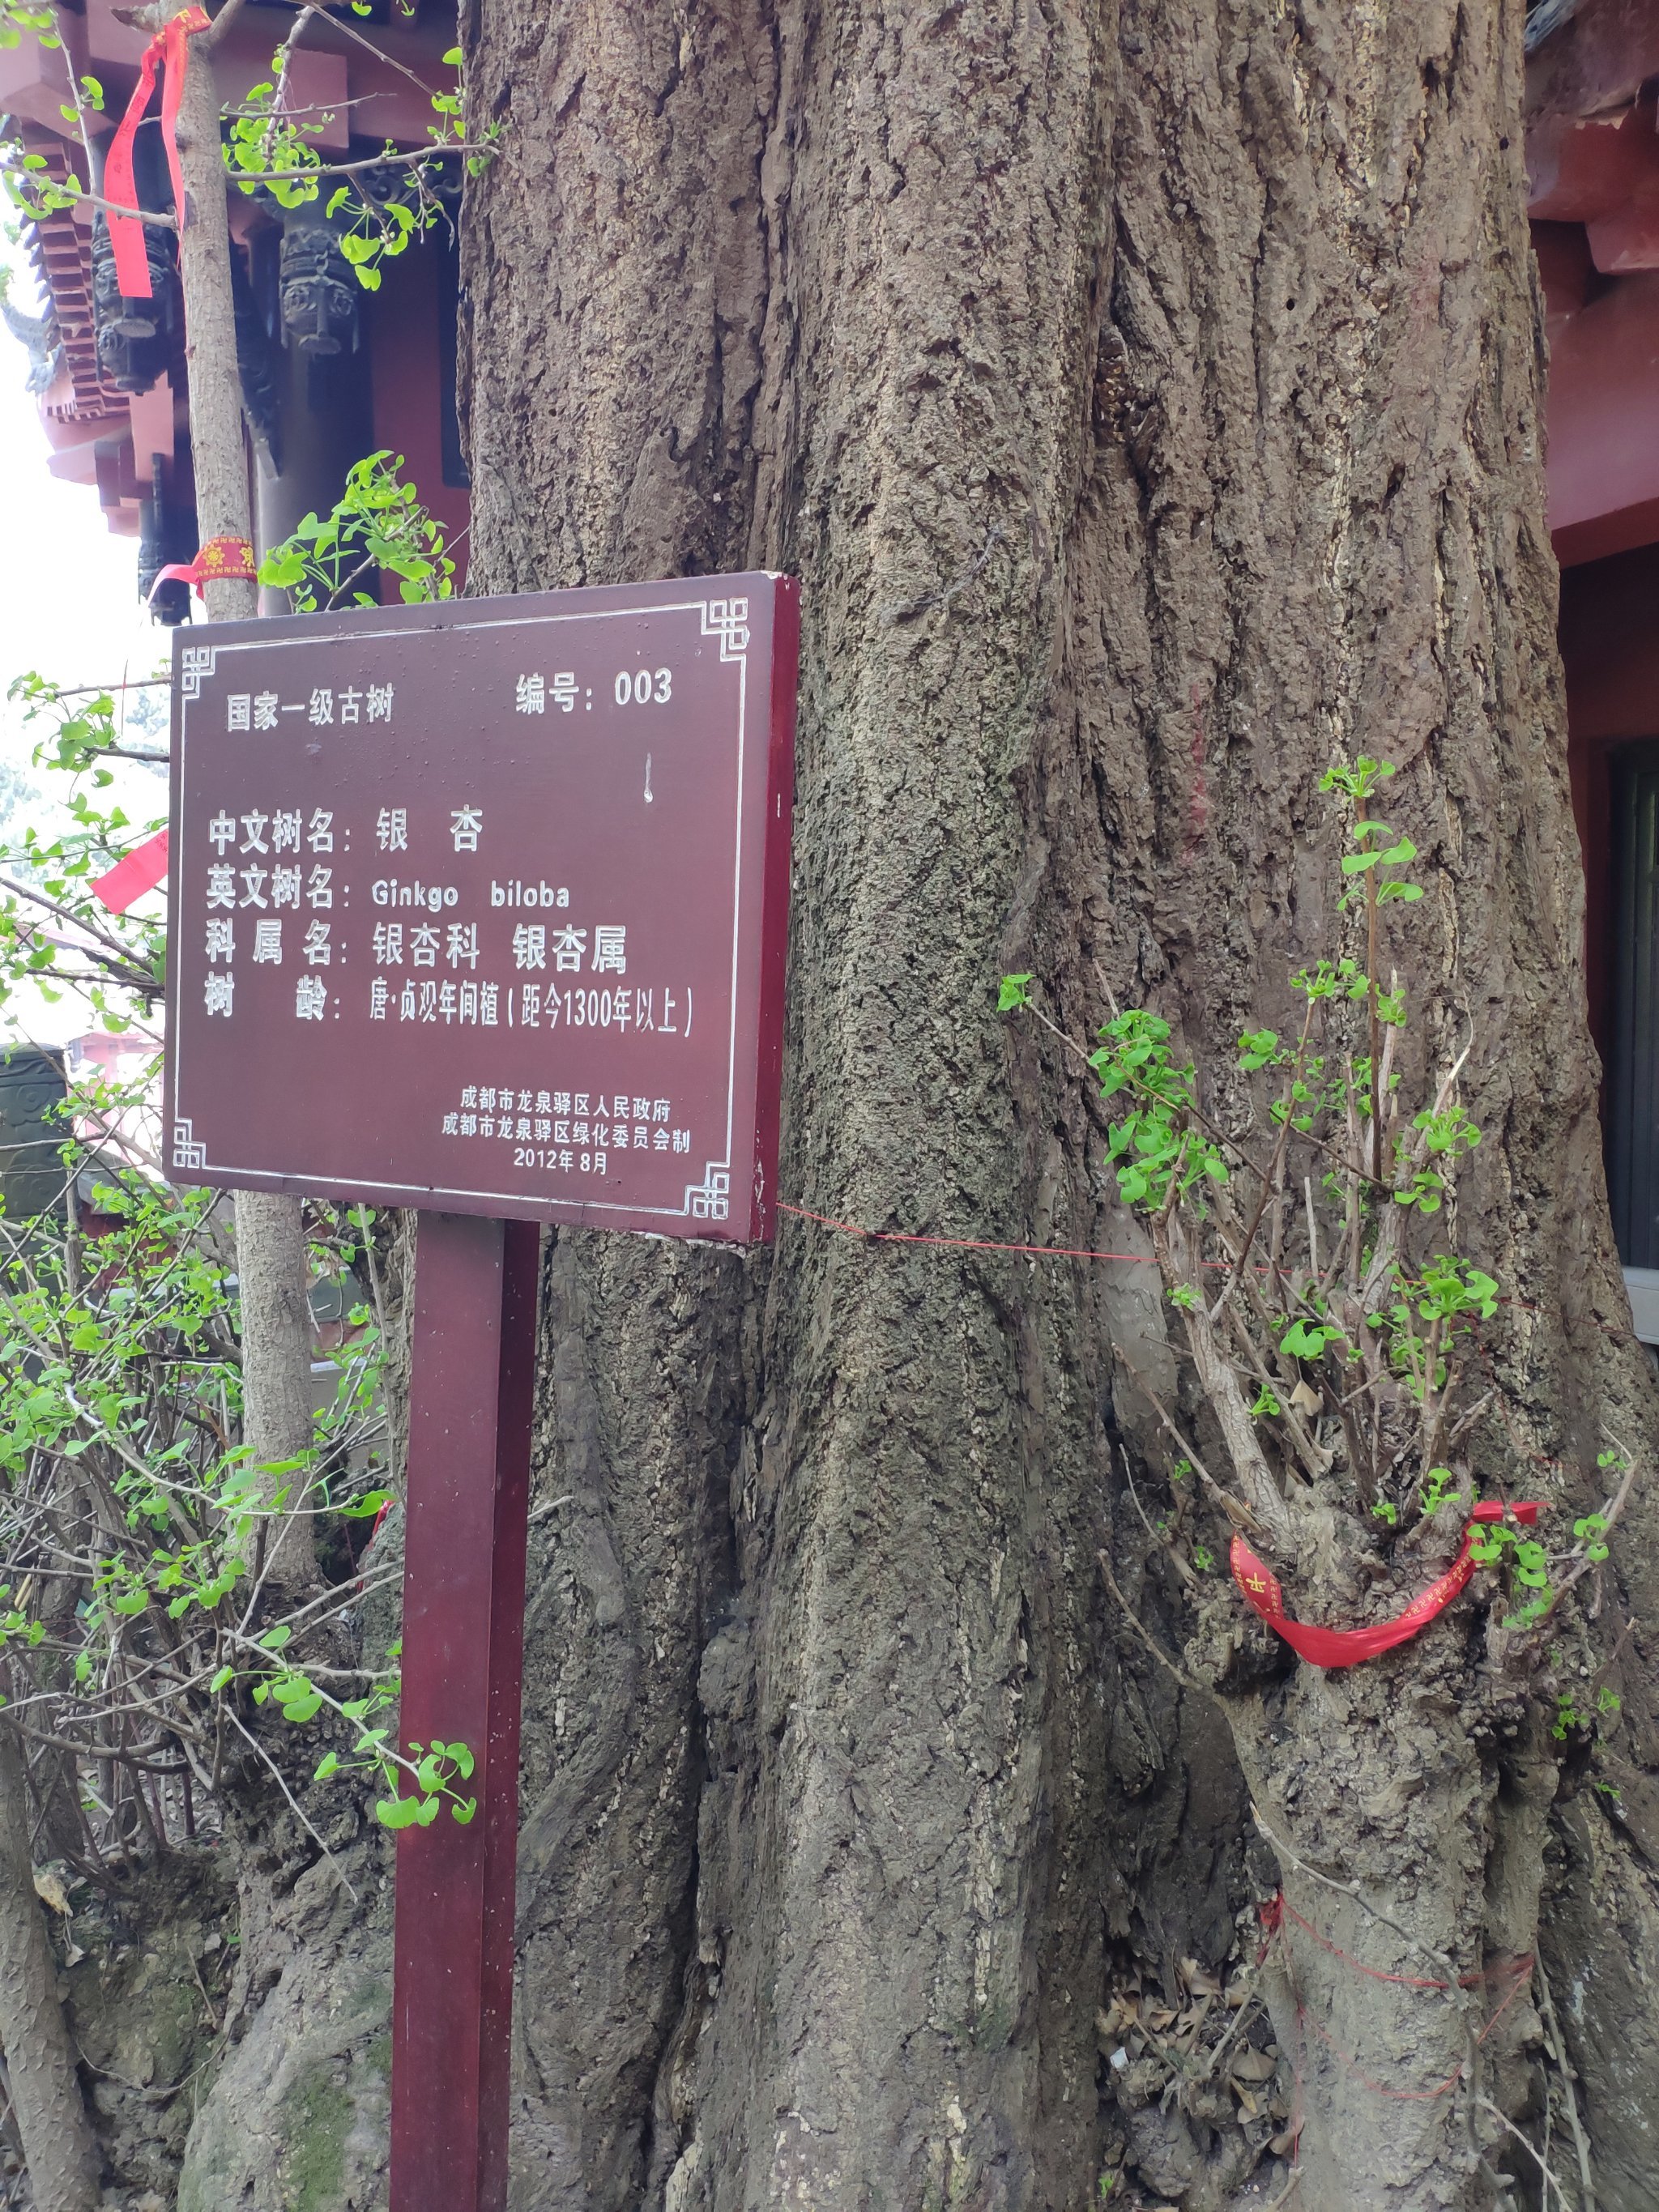 国家一级古树 编号：003
中文树名：银 杏
英文树名：Ginkgo biloba
科属名：银杏科 银杏属
树 龄：唐·贞观年间植（距今1300年以上）
成都市龙泉驿区人民政府
成都市龙泉驿区绿化委员会制
2012年8月